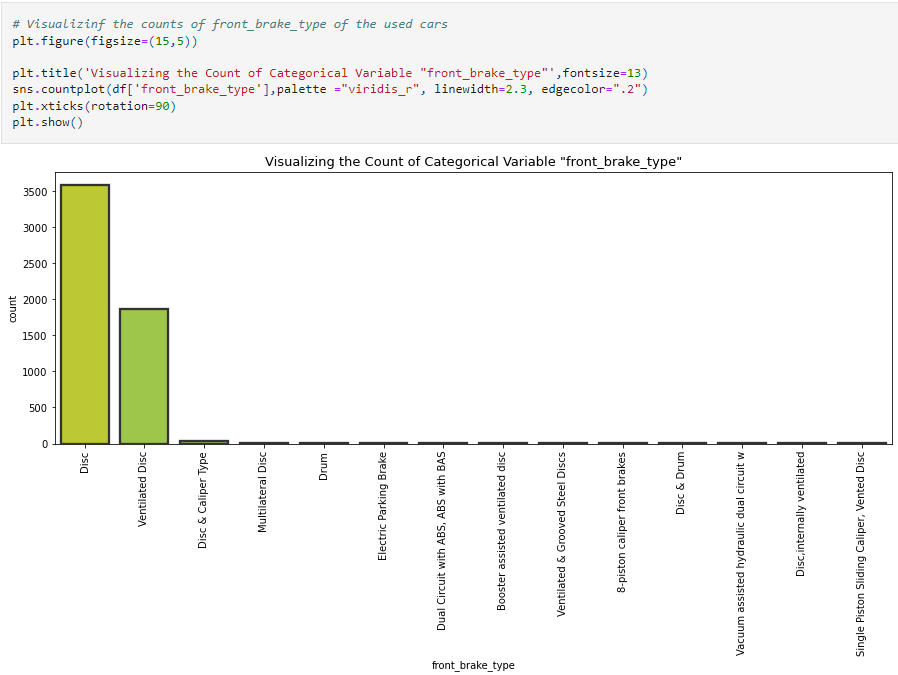 # Visualizinf the counts of front_brake_type of the used cars
plt.figure(figsize=(15,5))
plt.title('Visualizing the Count of Categorical Variable "front_brake_type"',fontsize=13)
sns.countplot(df['front_brake_type'],palette ="viridis_r", linewidth=2.3, edgecolor=".2")
plt.xticks(rotation=90)
plt.show()
Visualizing the Count of Categorical Variable "front_brake_type"
3500
3000
2500
2000
1500
1000
500
0
count
Disc
Ventilated Disc
Disc & Caliper Type
Multilateral Disc
Drum
Electric Parking Brake
Dual Circuit with ABS, ABS with BAS
Booster assisted ventilated disc
Ventilated & Grooved Steel Discs
8-piston caliper front brakes
Disc & Drum
Vacuum assisted hydraulic dual circuit w
Disc,internally ventilated
Single Piston Sliding Caliper, Vented Disc
front_brake_type